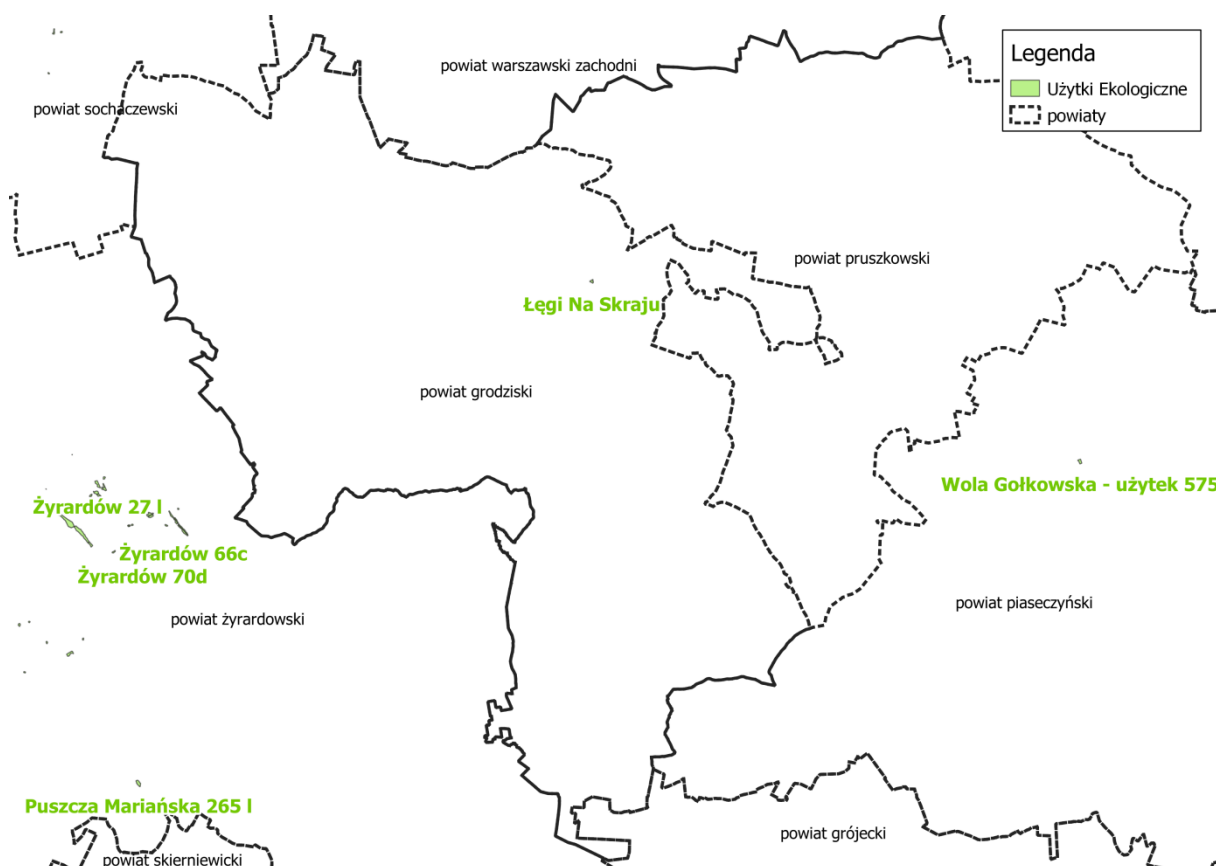 Legenda
Użytki Ekologiczne
powiaty
powiat warszawski zachodni
powiat sochaczewski
powiat pruszkowski
Łęgi Na Skraju
powiat grodziski
Wola Gołkowska - użytek 575
Żyrardów 27 l
Żyrardów 66c
Żyrardów 70d
powiat piaseczyński
powiat żyrardowski
Puszcza Mariańska 265 l
powiat grójecki
powiat skierniewicki